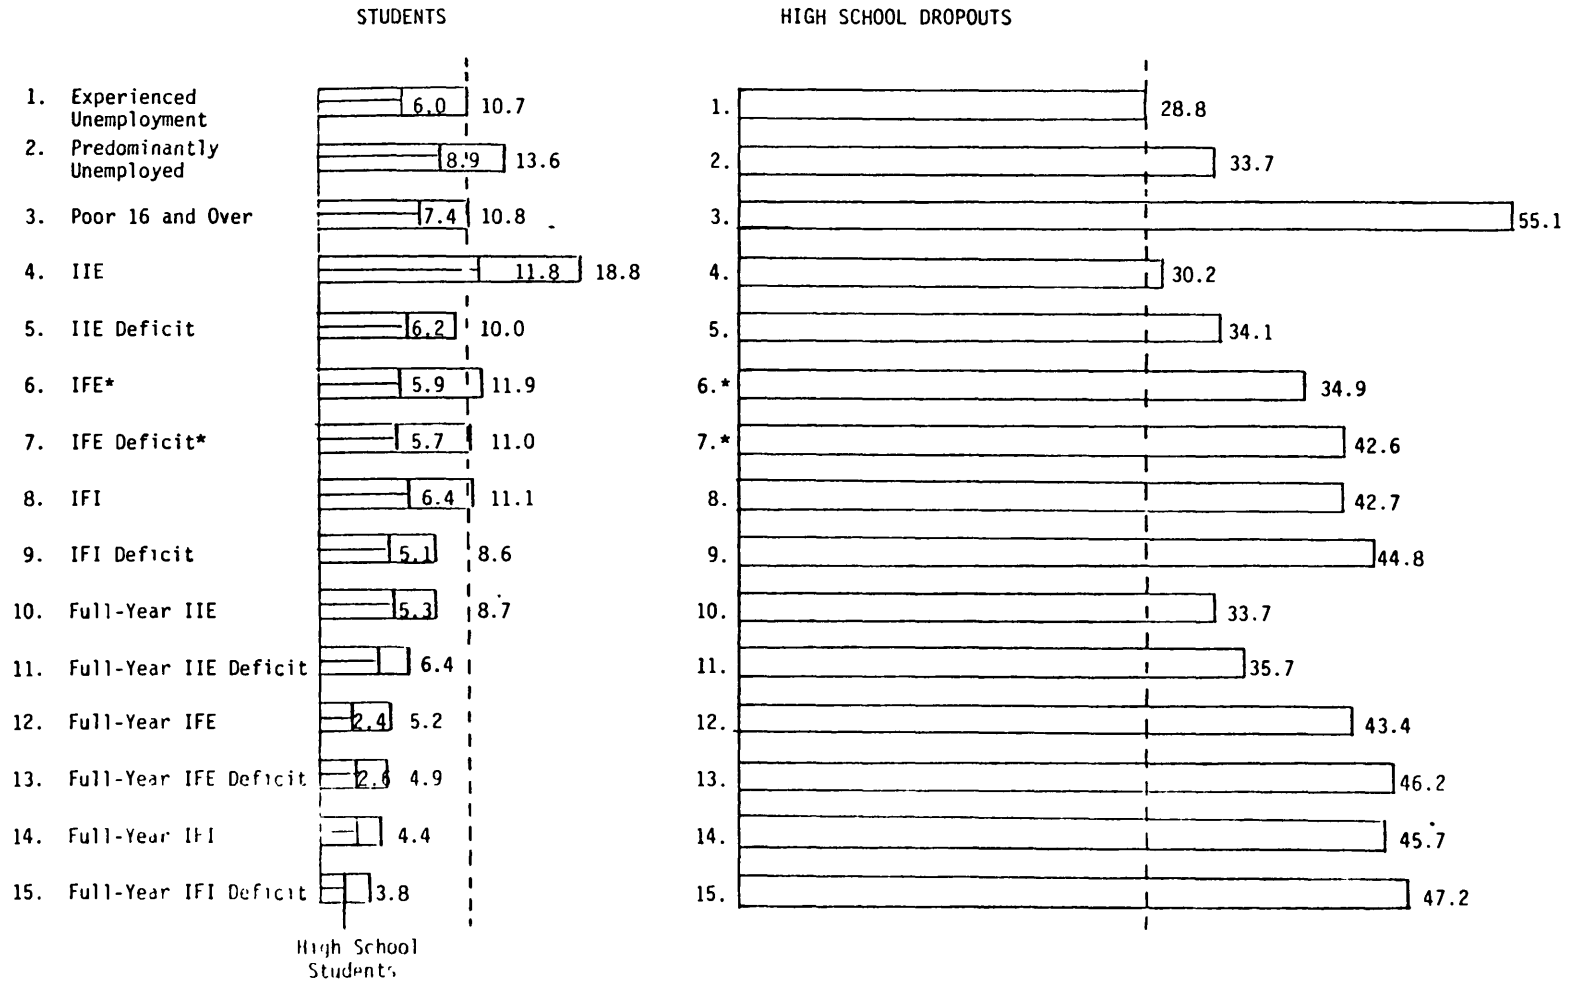 STUDENTS HIGH SCHOOL DROPOUTS
1. Experienced Unemployment 6.0 10.7 1. 28.8
2. Predominantly Unemployed 8.9 13.6 2. 33.7
3. Poor 16 and Over 7.4 10.8 3. 55.1
4. IIE 11.8 18.8 4. 30.2
5. IIE Deficit 6.2 10.0 5. 34.1
6. IFE* 5.9 11.9 6.* 34.9
7. IFE Deficit* 5.7 11.0 7.* 42.6
8. IFI 6.4 11.1 8. 42.7
9. IFI Deficit 5.1 8.6 9. 44.8
10. Full-Year IIE 5.3 8.7 10. 33.7
11. Full-Year IIE Deficit 6.4 11. 35.7
12. Full-Year IFE 2.4 5.2 12. 43.4
13. Full-Year IFE Deficit 2.6 4.9 13. 46.2
14. Full-Year IFI 4.4 14. 45.7
15. Full-Year IFI Deficit 3.8 15. 47.2
High School
Students